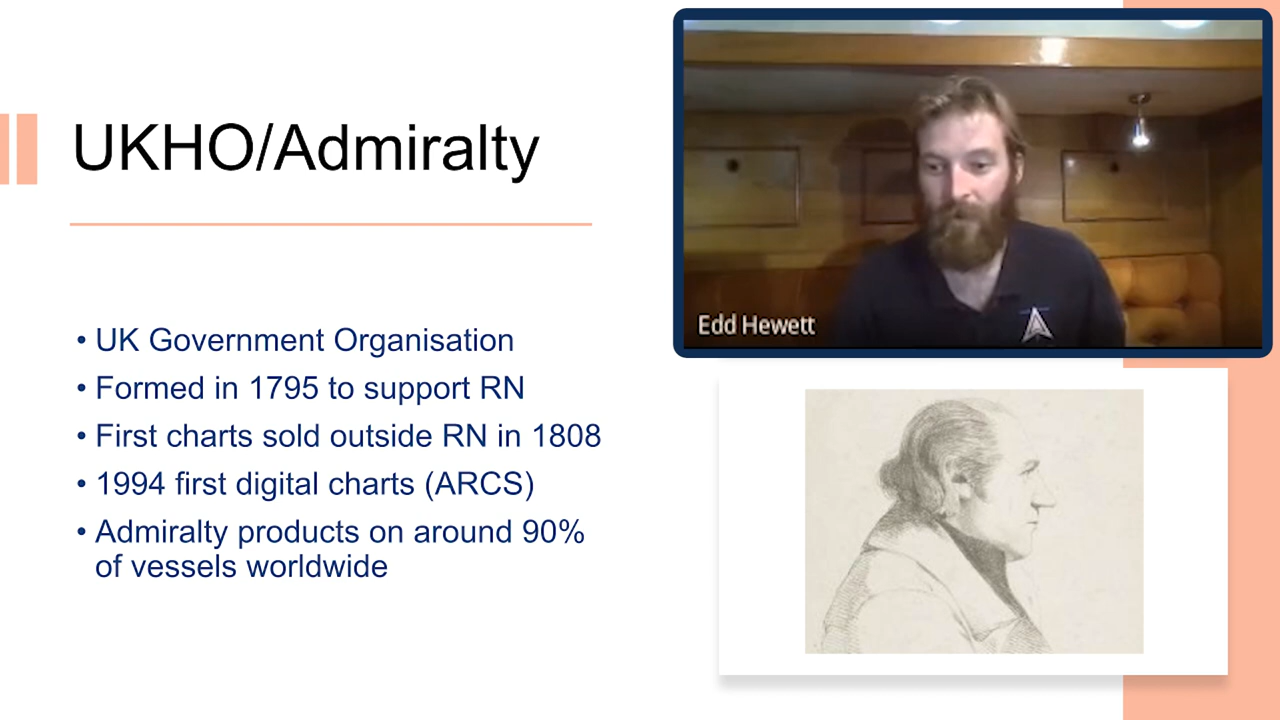 UKHO/Admiralty
• UK Government Organisation
• Formed in 1795 to support RN
• First charts sold outside RN in 1808
• 1994 first digital charts (ARCS)
• Admiralty products on around 90%
of vessels worldwide
Edd Hewett